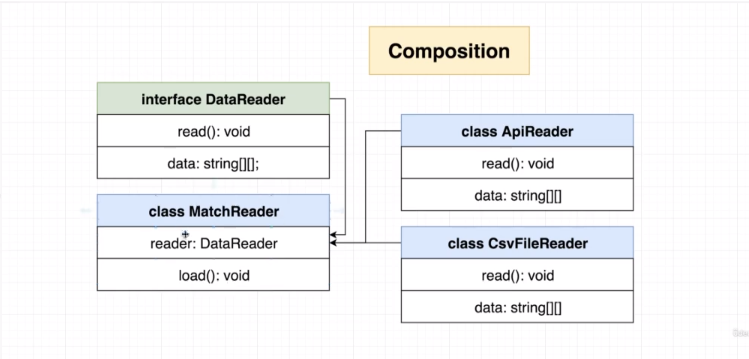 Composition
interface DataReader
read(): void
data: string[][];
class MatchReader
reader: DataReader
load(): void
class ApiReader
read(): void
data: string[][]
class CsvFileReader
read(): void
data: string[][]